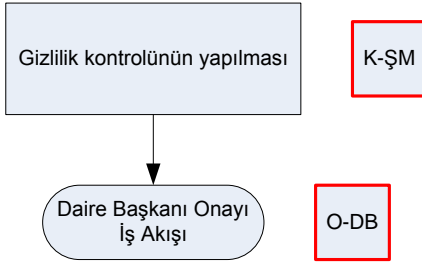 Gizlilik kontrolünün yapılması
K-ŞM
Daire Başkanı Onayı
İş Akışı
O-DB